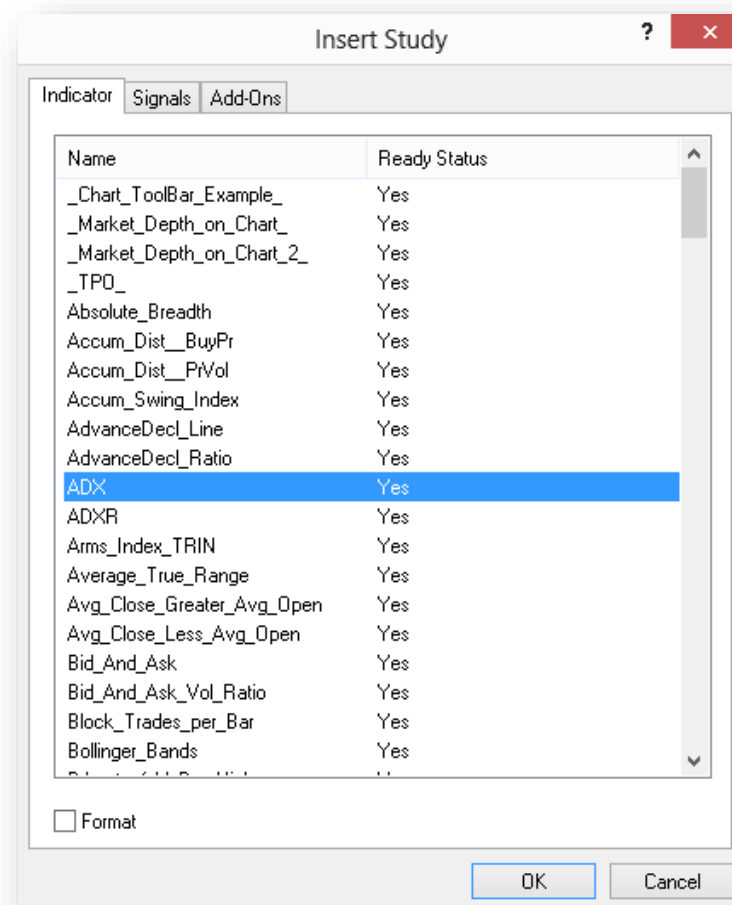 Insert Study ?
Indicator Signals Add-Ons
Name Ready Status
_Chart_ToolBar_Example_ Yes
_Market_Depth_on_Chart_ Yes
_Market_Depth_on_Chart_2_ Yes
_TPO_ Yes
Absolute_Breadth Yes
Accum_Dist__BuyPr Yes
Accum_Dist__PrVol Yes
Accum_Swing_Index Yes
AdvanceDecl_Line Yes
AdvanceDecl_Ratio Yes
ADX Yes
ADXR Yes
Arms_Index_TRIN Yes
Average_True_Range Yes
Avg_Close_Greater_Avg_Open Yes
Avg_Close_Less_Avg_Open Yes
Bid_And_Ask Yes
Bid_And_Ask_Vol_Ratio Yes
Block_Trades_per_Bar Yes
Bollinger_Bands Yes
Format
OK Cancel